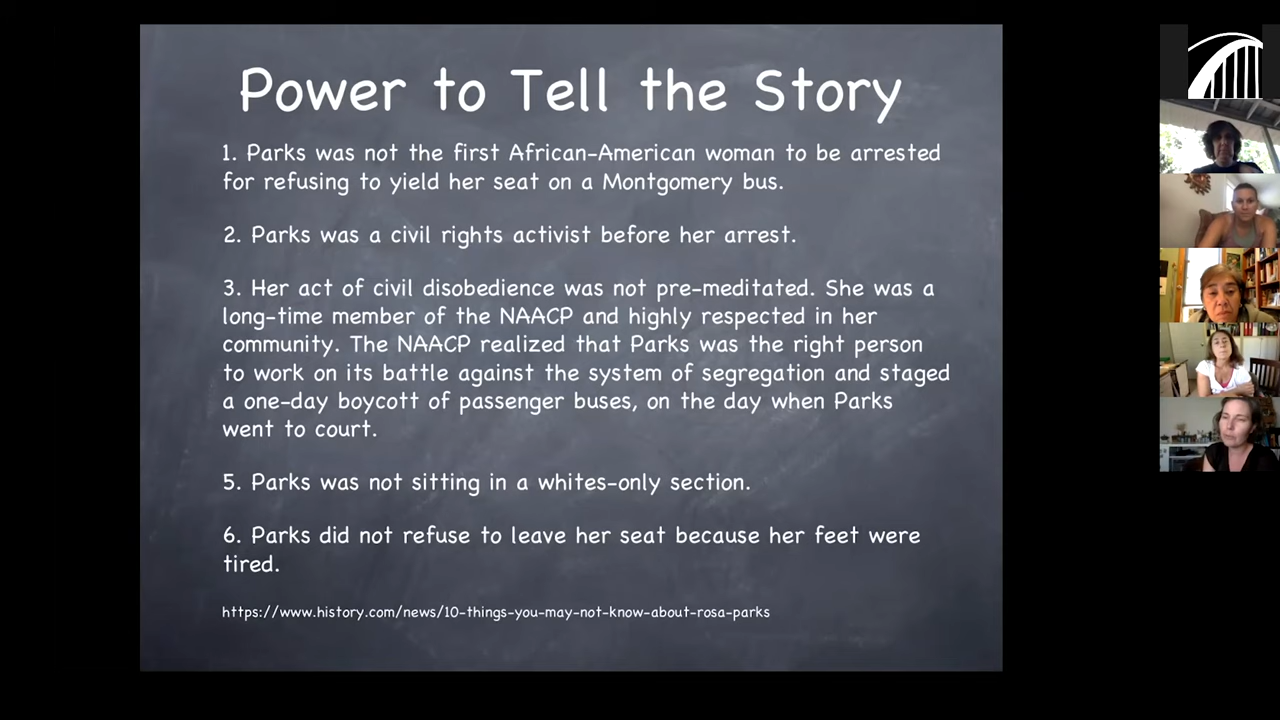 Power to Tell the Story
1. Parks was not the first African-American woman to be arrested
for refusing to yield her seat on a Montgomery bus.
2. Parks was a civil rights activist before her arrest.
3. Her act of civil disobedience was not pre-meditated. She was a
long-time member of the NAACP and highly respected in her
community. The NAACP realized that Parks was the right person
to work on its battle against the system of segregation and staged
a one-day boycott of passenger buses, on the day when Parks
went to court.
5. Parks was not sitting in a whites-only section.
6. Parks did not refuse to leave her seat because her feet were
tired.
https://www.history.com/news/10-things-you-may-not-know-about-rosa-parks